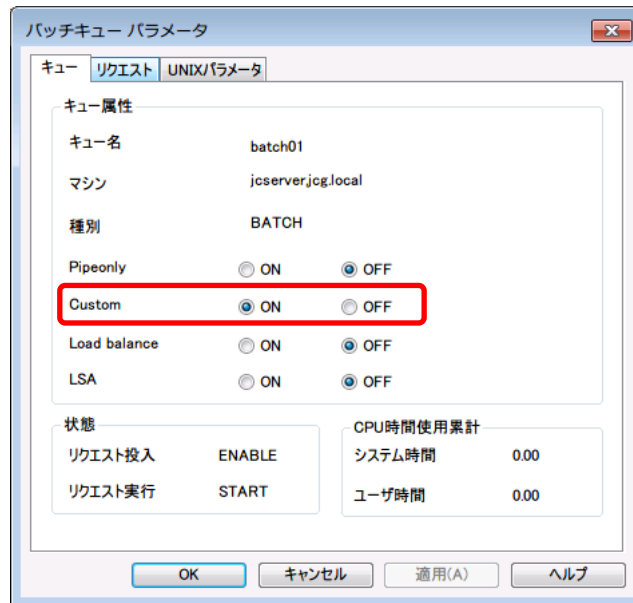 バッチキュー パラメータ
キュー リクエスト UNIXパラメータ
キュー属性
キュー名 batch01
マシン jcserver.jcg.local
種別 BATCH
Pipeonly ON OFF
Custom ON OFF
Load balance ON OFF
LSA ON OFF
状態
リクエスト投入 ENABLE
リクエスト実行 START
CPU時間使用累計
システム時間 0.00
ユーザ時間 0.00
OK キャンセル 適用(A) ヘルプ